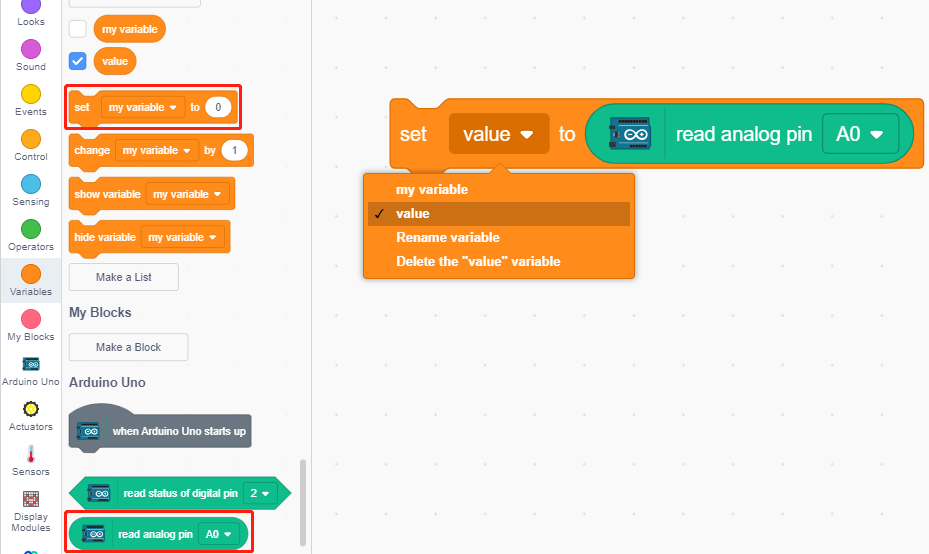 Looks
Sound
Events
Control
Sensing
Operators
Variables
My Blocks
Arduino Uno
Actuators
Sensors
Display
Modules
my variable
value
set my variable to 0
change my variable by 1
show variable my variable
hide variable my variable
Make a List
My Blocks
Make a Block
Arduino Uno
when Arduino Uno starts up
read status of digital pin 2
read analog pin A0
set value to read analog pin A0
my variable
✓ value
Rename variable
Delete the "value" variable